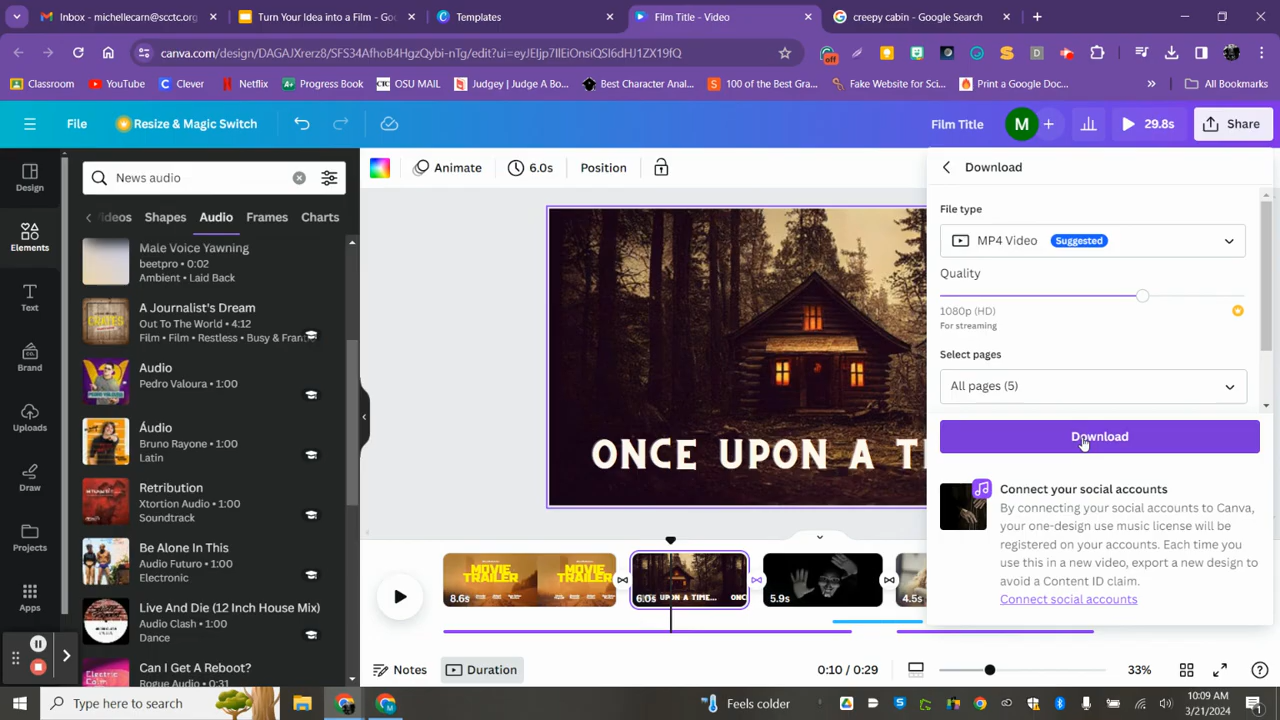 Inbox - michellecarn@scctc.org
Turn Your Idea into a Film - Go
Templates
Film Title - Video
creepy cabin - Google Search
canva.com/design/DAGAJXrerz8/SFS34AfhoB4HgzQybi-nTg/edit?ui=eyJEIjp7IlEiOnsiQSI6dHJ1ZX19fQ
off
Classroom
YouTube
Clever
Netflix
Progress Book
OSU MAIL
Judgey | Judge A Bo...
Best Character Anal...
100 of the Best Gra...
Fake Website for Sci...
Print a Google Doc...
All Bookmarks
File
Resize & Magic Switch
Film Title
M
29.8s
Share
Design
Elements
Text
Brand
Uploads
Draw
Projects
Apps
News audio
Videos
Shapes
Audio
Frames
Charts
Male Voice Yawning
beetpro • 0:02
Ambient • Laid Back
A Journalist's Dream
Out To The World • 4:12
Film • Film • Restless • Busy & Fran
Audio
Pedro Valoura • 1:00
Áudio
Bruno Rayone • 1:00
Latin
Retribution
Xtortion Audio • 1:00
Soundtrack
Be Alone In This
Audio Futuro • 1:00
Electronic
Live And Die (12 Inch House Mix)
Audio Clash • 1:00
Dance
Can I Get A Reboot?
Rogue Audio • 0:31
Animate
6.0s
Position
ONCE UPON A TI
Download
File type
MP4 Video
Suggested
Quality
1080p (HD)
For streaming
Select pages
All pages (5)
Download
Connect your social accounts
By connecting your social accounts to Canva,
your one-design use music license will be
registered on your accounts. Each time you
use this in a new video, export a new design to
avoid a Content ID claim.
Connect social accounts
MOVIE TRAILER
MOVIE TRAILER
8.6s
6.0s
5.9s
4.5s
Notes
Duration
0:10 / 0:29
33%
Type here to search
Feels colder
10:09 AM
3/21/2024